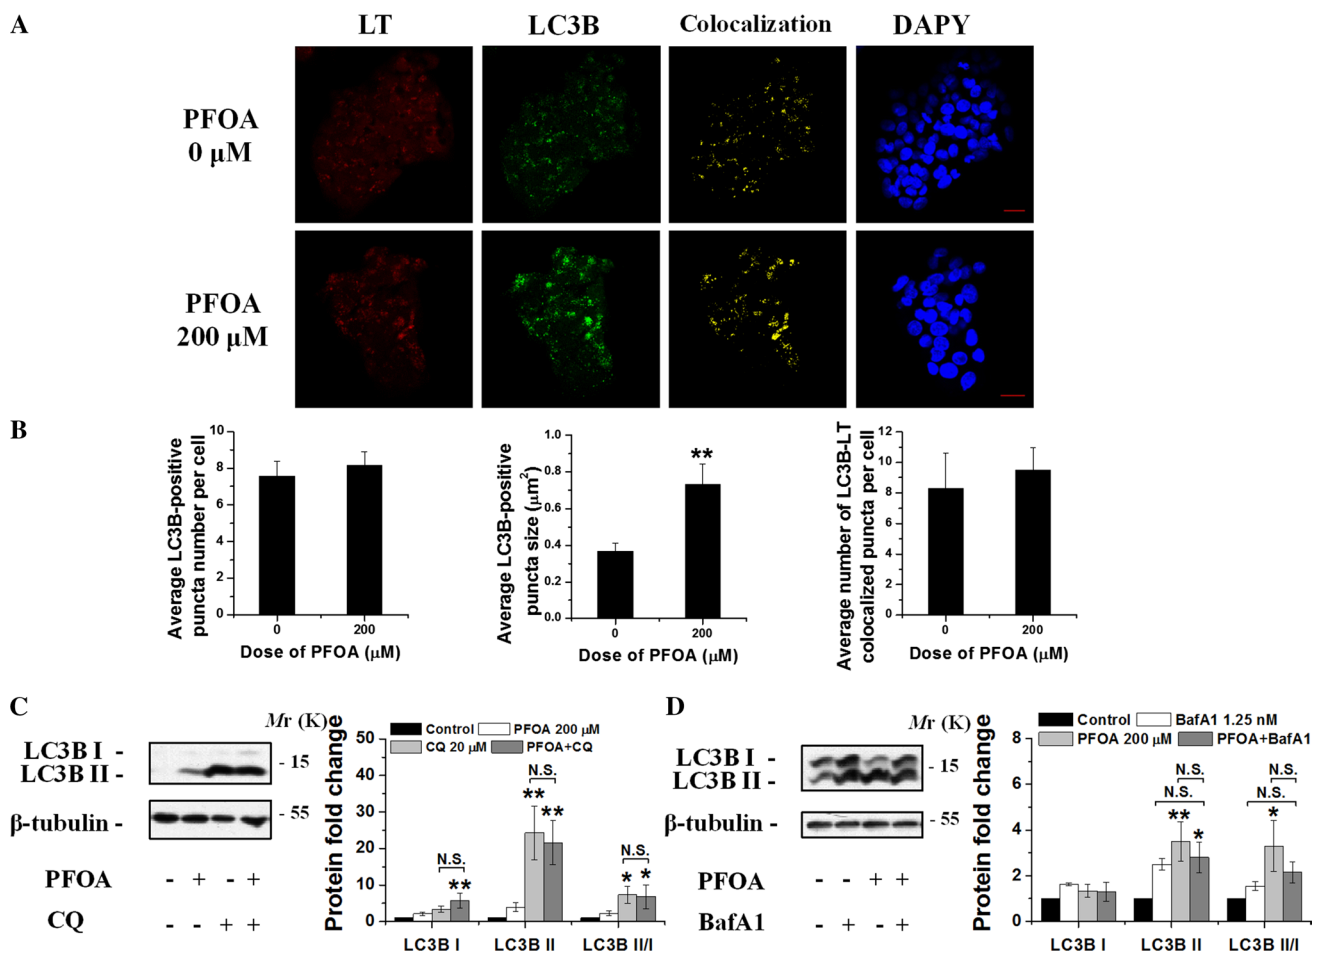 A
LT
LC3B
Colocalization
DAPY
PFOA
0 μM
PFOA
200 μM
B
Average LC3B-positive
puncta number per cell
10
8
6
4
2
0
0
200
Dose of PFOA (μM)
Average LC3B-positive
puncta size (μm²)
1.0
0.8
0.6
0.4
0.2
0.0
**
0
200
Dose of PFOA (μM)
Average number of LC3B-LT
colocalized puncta per cell
12
10
8
6
4
2
0
0
200
Dose of PFOA (μM)
C
Mr (K)
LC3B I -
LC3B II -
- 15
β-tubulin -
- 55
PFOA - + - +
CQ - - + +
Protein fold change
50
40
30
20
10
0
Control PFOA 200 μM
CQ 20 μM PFOA+CQ
N.S.
**
N.S.
**
**
N.S.
*
*
LC3B I LC3B II LC3B II/I
D
Mr (K)
LC3B I -
LC3B II -
- 15
β-tubulin -
- 55
PFOA - - + +
BafA1 - + - +
Protein fold change
8
6
4
2
0
Control BafA1 1.25 nM
PFOA 200 μM PFOA+BafA1
N.S.
N.S.
**
*
N.S.
N.S.
*
LC3B I LC3B II LC3B II/I